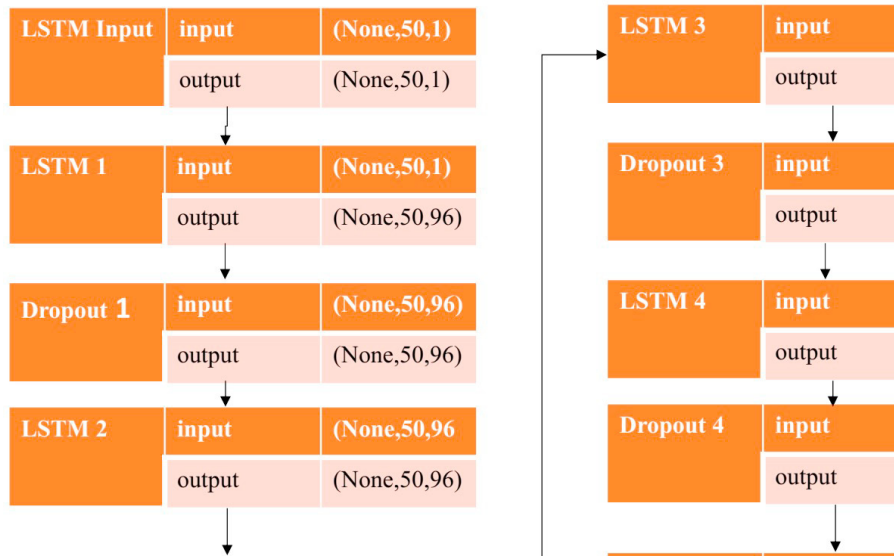 LSTM Input input (None,50,1)
output (None,50,1)
LSTM 1 input (None,50,1)
output (None,50,96)
Dropout 1 input (None,50,96)
output (None,50,96)
LSTM 2 input (None,50,96
output (None,50,96)
LSTM 3 input
output
Dropout 3 input
output
LSTM 4 input
output
Dropout 4 input
output